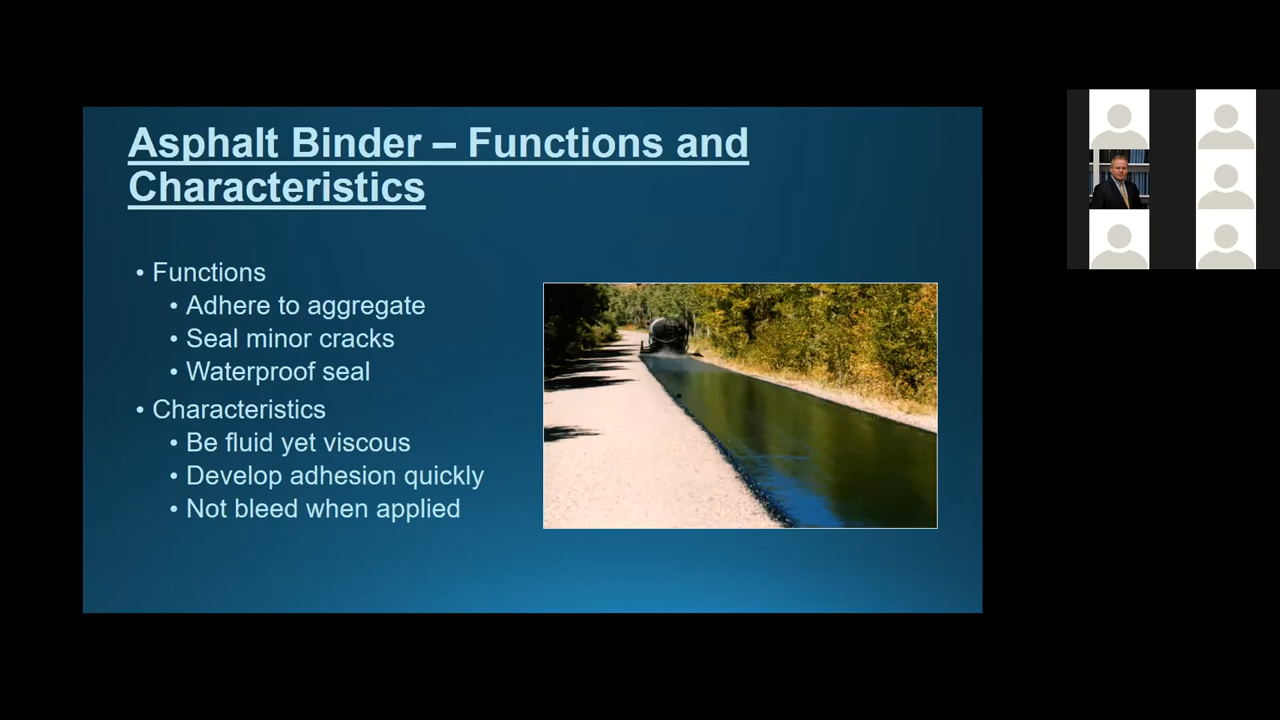 Asphalt Binder – Functions and
Characteristics
• Functions
• Adhere to aggregate
• Seal minor cracks
• Waterproof seal
• Characteristics
• Be fluid yet viscous
• Develop adhesion quickly
• Not bleed when applied